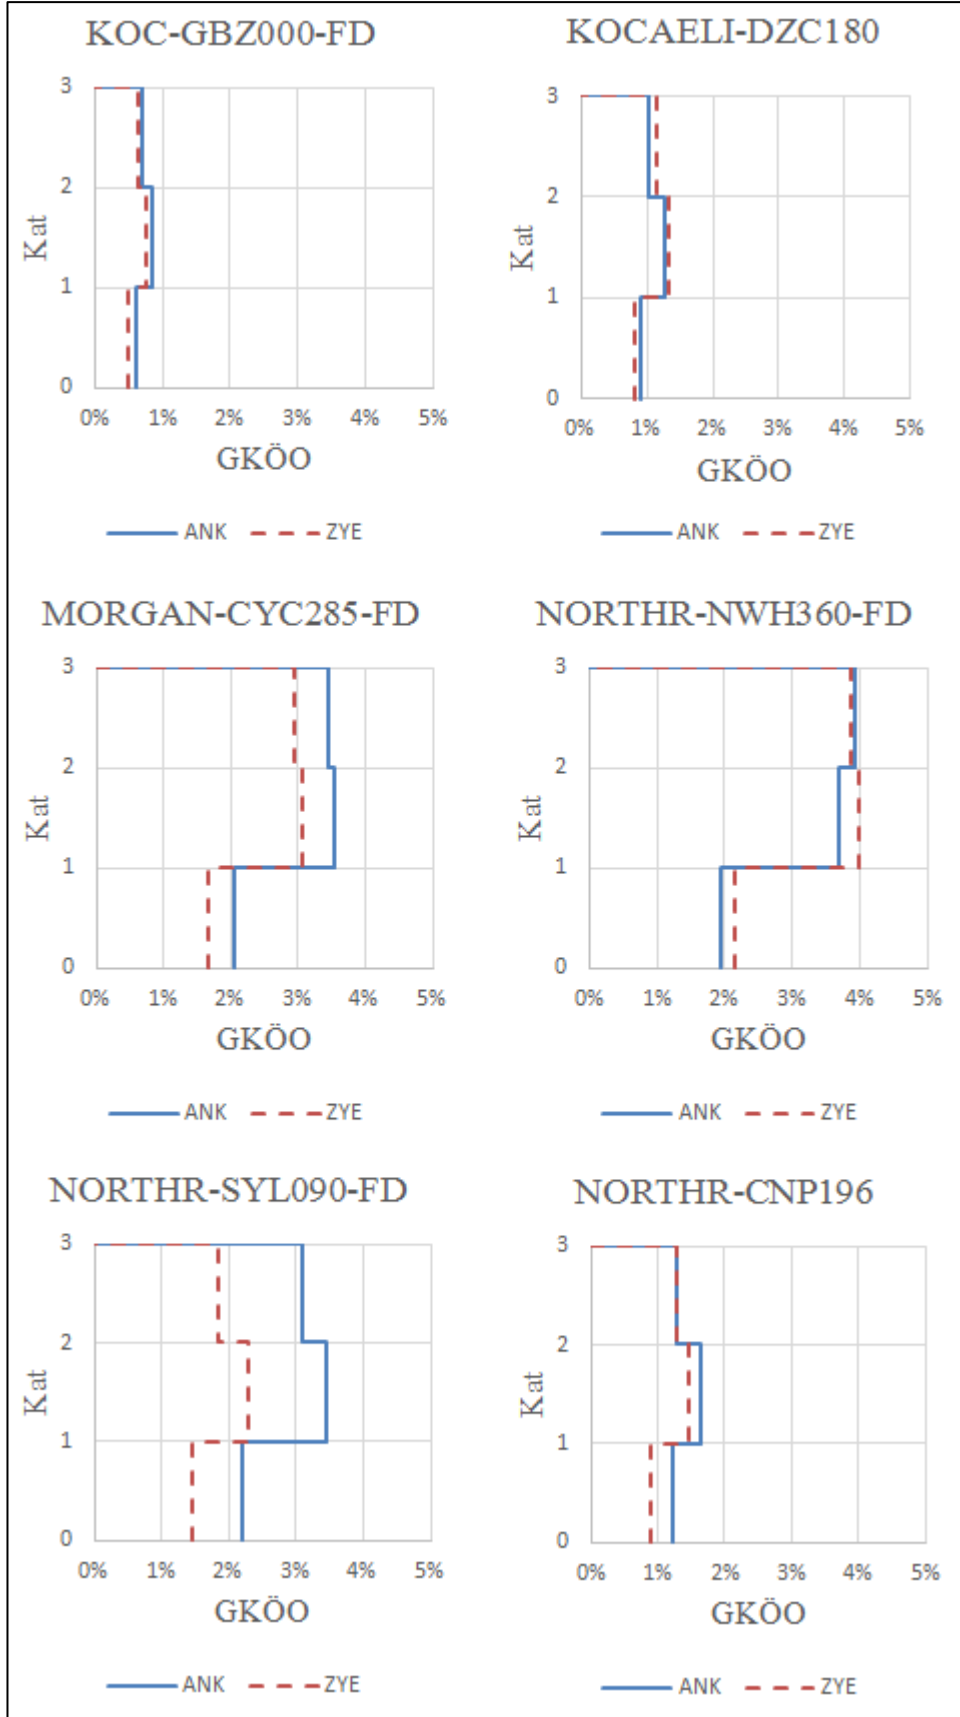 KOC-GBZ000-FD
KOCAELI-DZC180
3
2
1
0
Kat
0% 1% 2% 3% 4% 5%
GKÖO
ANK ZYE
3
2
1
0
Kat
0% 1% 2% 3% 4% 5%
GKÖO
ANK ZYE
MORGAN-CYC285-FD
NORTHR-NWH360-FD
3
2
1
0
Kat
0% 1% 2% 3% 4% 5%
GKÖO
ANK ZYE
3
2
1
0
Kat
0% 1% 2% 3% 4% 5%
GKÖO
ANK ZYE
NORTHR-SYL090-FD
NORTHR-CNP196
3
2
1
0
Kat
0% 1% 2% 3% 4% 5%
GKÖO
ANK ZYE
3
2
1
0
Kat
0% 1% 2% 3% 4% 5%
GKÖO
ANK ZYE